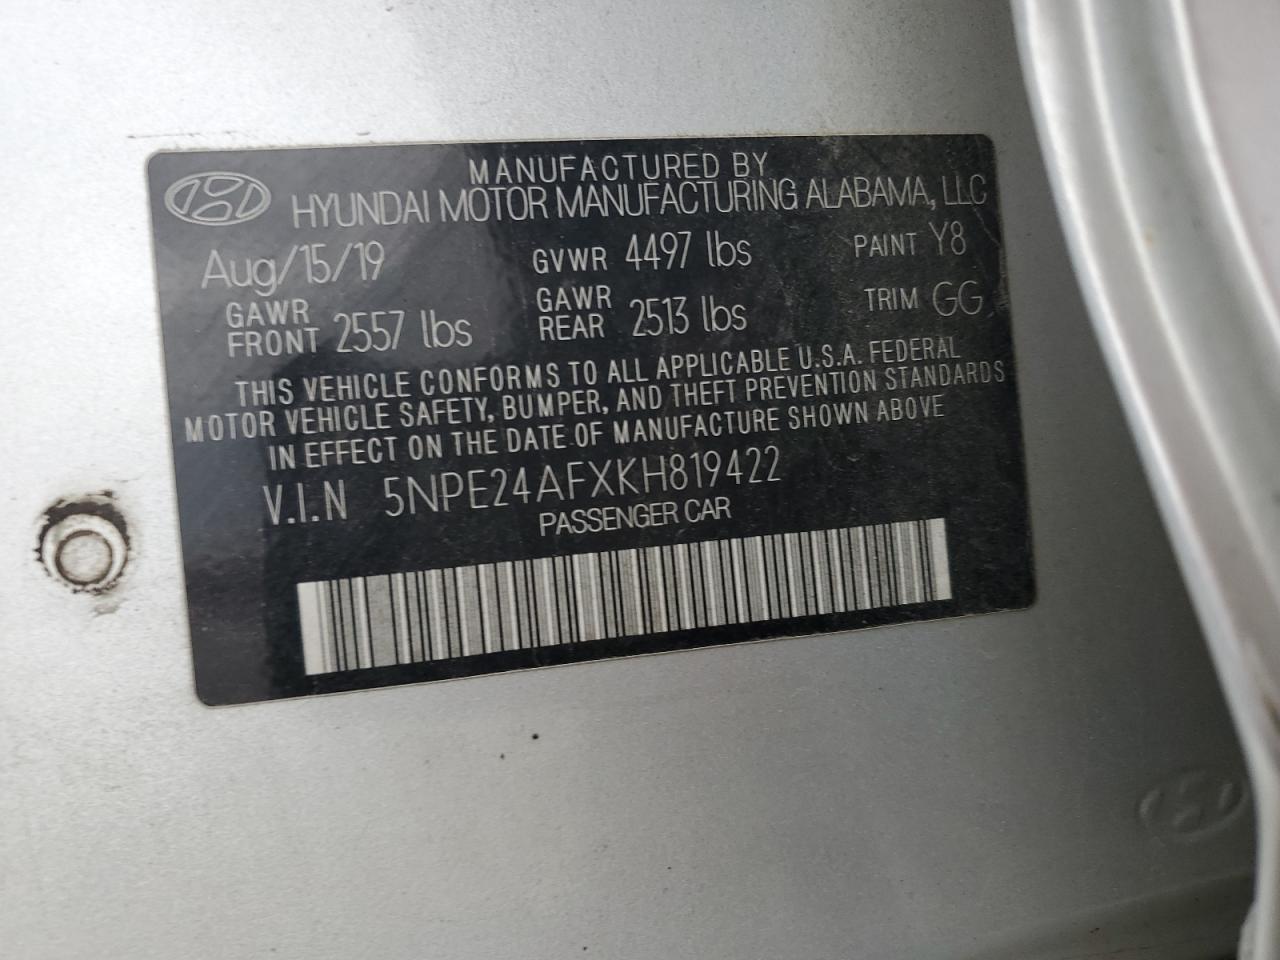 MANUFACTURED BY
HYUNDAI MOTOR MANUFACTURING ALABAMA, LLC
Aug/15/19 GVWR 4497 lbs PAINT Y8
GAWR FRONT 2557 lbs GAWR REAR 2513 lbs TRIM GG
THIS VEHICLE CONFORMS TO ALL APPLICABLE U.S.A. FEDERAL
MOTOR VEHICLE SAFETY, BUMPER, AND THEFT PREVENTION STANDARDS
IN EFFECT ON THE DATE OF MANUFACTURE SHOWN ABOVE
V.I.N 5NPE24AFXKH819422
PASSENGER CAR